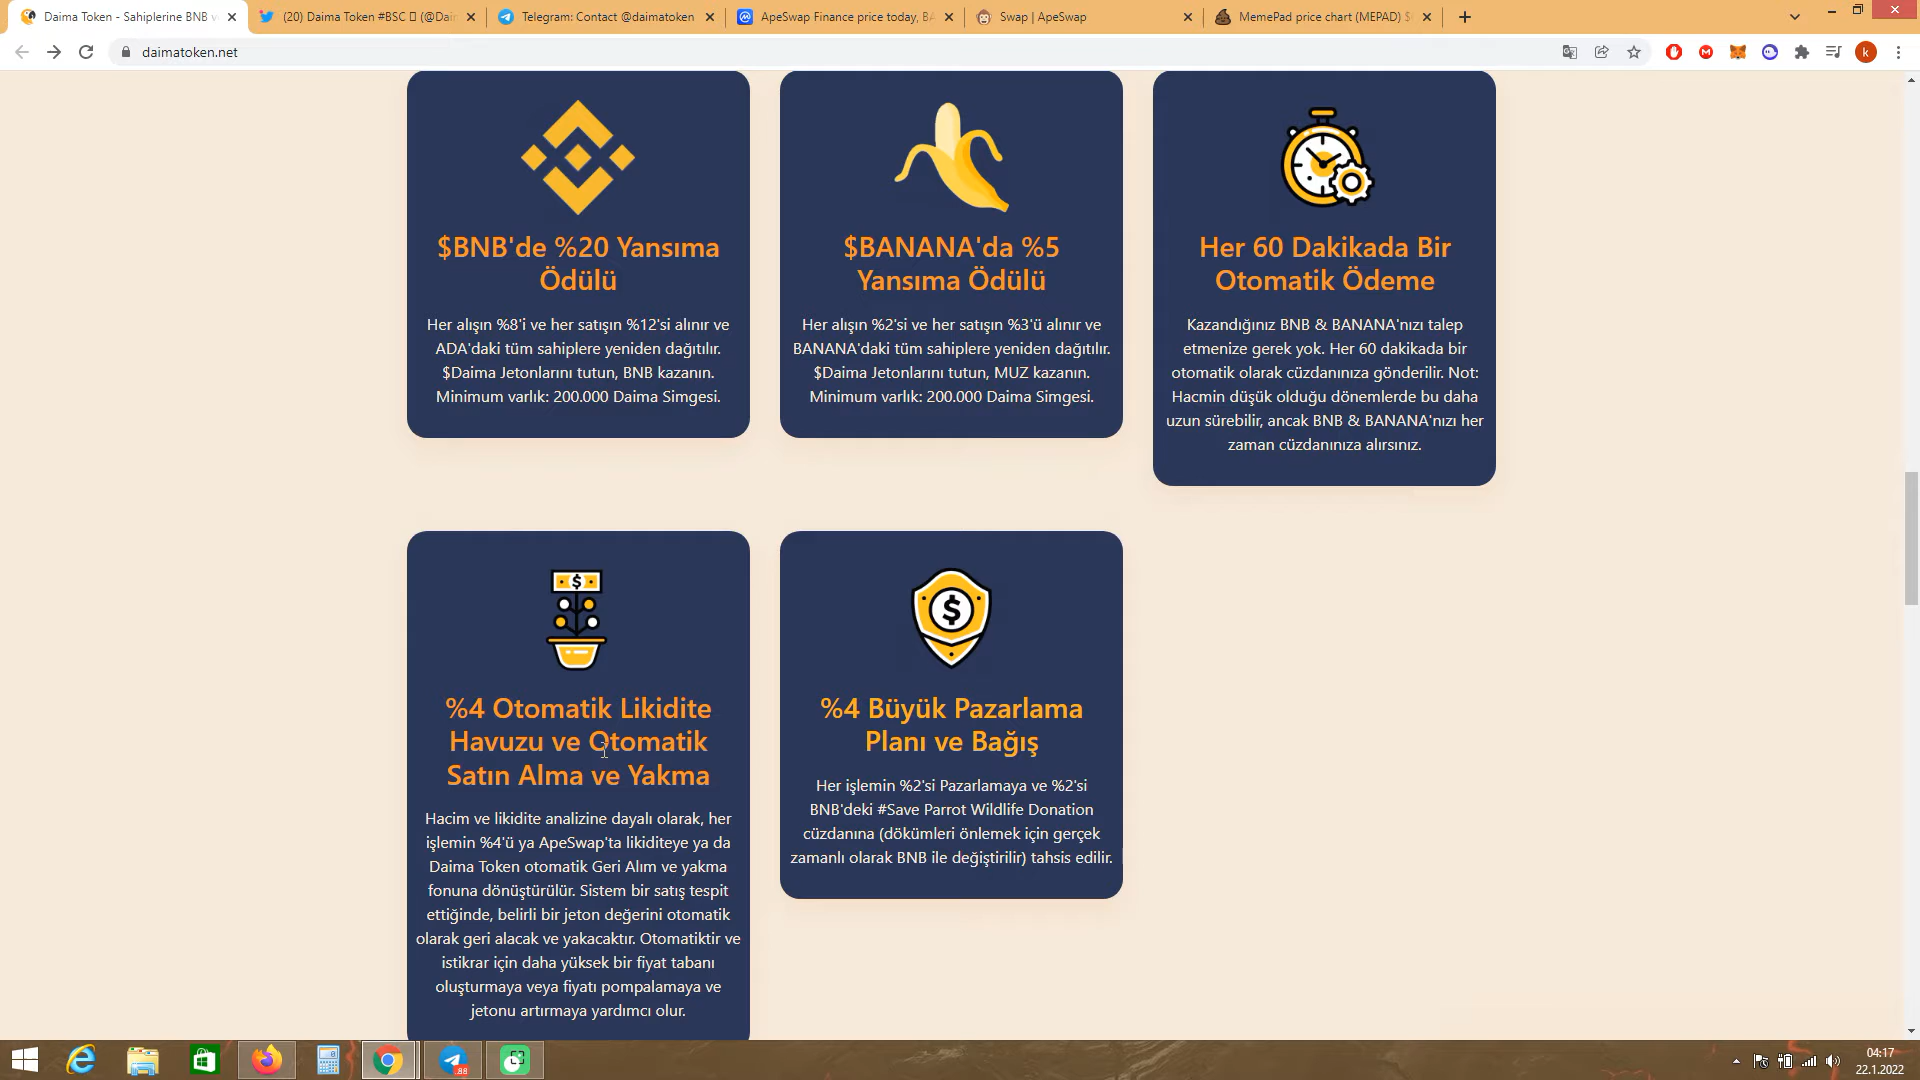 Daima Token - Sahiplerine BNB v
(20) Daima Token #BSC
(@Dai
Telegram: Contact @daimatoken
ApeSwap Finance price today, BA
Swap | ApeSwap
MemePad price chart (MEPAD)
daimatoken.net
k
$BNB'de %20 Yansıma
Ödülü
Her alışın %8'i ve her satışın %12'si alınır ve
ADA'daki tüm sahiplere yeniden dağıtılır.
$Daima Jetonlarını tutun, BNB kazanın.
Minimum varlık: 200.000 Daima Simgesi.
$BANANA'da %5
Yansıma Ödülü
Her alışın %2'si ve her satışın %3'ü alınır ve
BANANA'daki tüm sahiplere yeniden dağıtılır.
$Daima Jetonlarını tutun, MUZ kazanın.
Minimum varlık: 200.000 Daima Simgesi.
Her 60 Dakikada Bir
Otomatik Ödeme
Kazandığınız BNB & BANANA'nızı talep
etmenize gerek yok. Her 60 dakikada bir
otomatik olarak cüzdanınıza gönderilir. Not:
Hacmin düşük olduğu dönemlerde bu daha
uzun sürebilir, ancak BNB & BANANA'nızı her
zaman cüzdanınıza alırsınız.
$
%4 Otomatik Likidite
Havuzu ve Otomatik
Satın Alma ve Yakma
Hacim ve likidite analizine dayalı olarak, her
işlemin %4'ü ya ApeSwap'ta likiditeye ya da
Daima Token otomatik Geri Alım ve yakma
fonuna dönüştürülür. Sistem bir satış tespit
ettiğinde, belirli bir jeton değerini otomatik
olarak geri alacak ve yakacaktır. Otomatiktir ve
istikrar için daha yüksek bir fiyat tabanı
oluşturmaya veya fiyatı pompalamaya ve
jetonu artırmaya yardımcı olur.
$
%4 Büyük Pazarlama
Planı ve Bağış
Her işlemin %2'si Pazarlamaya ve %2'si
BNB'deki #Save Parrot Wildlife Donation
cüzdanına (dökümleri önlemek için gerçek
zamanlı olarak BNB ile değiştirilir) tahsis edilir.
88
04:17
22.1.2022